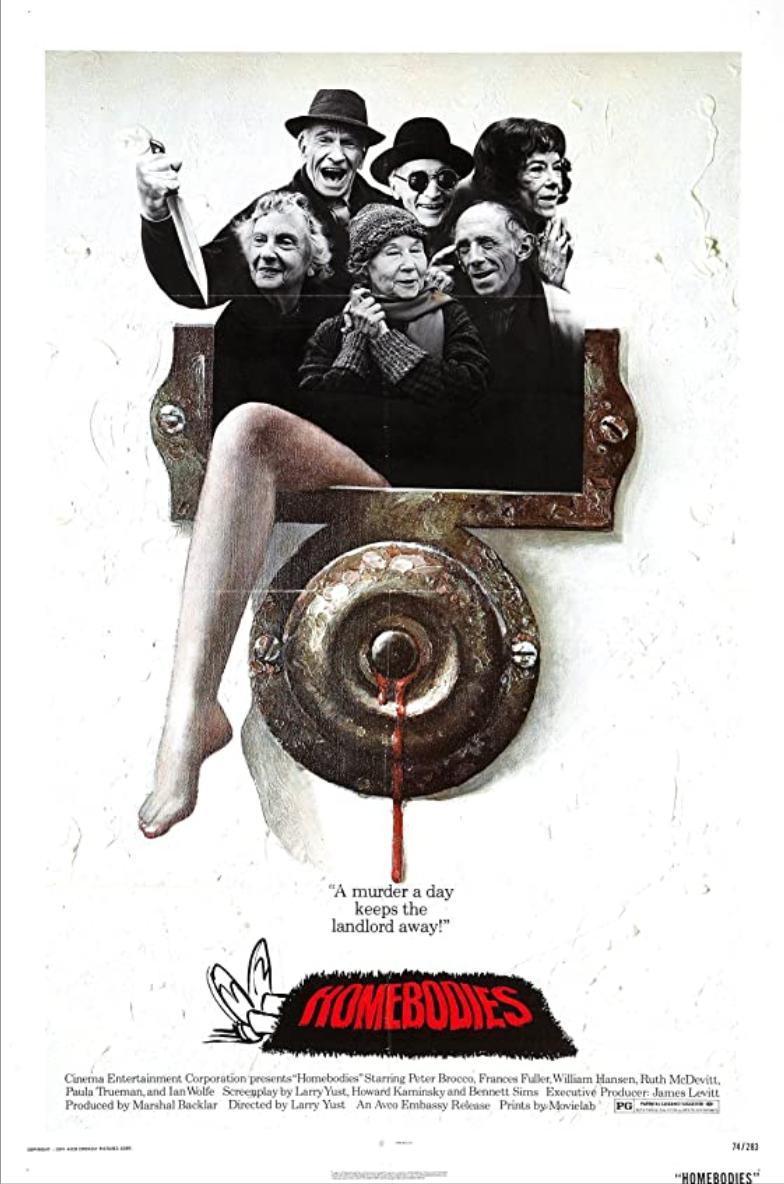 “A murder a day
keeps the
landlord away!”
HOMEBODIES
Cinema Entertainment Corporation presents “Homebodies” Starring Peter Brocco, Frances Fuller, William Hansen, Ruth McDevitt,
Paula Trueman, and Ian Wolfe Screenplay by Larry Yust, Howard Kaminsky and Bennett Sims Executive Producer: James Levitt
Produced by Marshal Backlar Directed by Larry Yust An Avco Embassy Release Prints by Movielab PG
74/283
"HOMEBODIES"